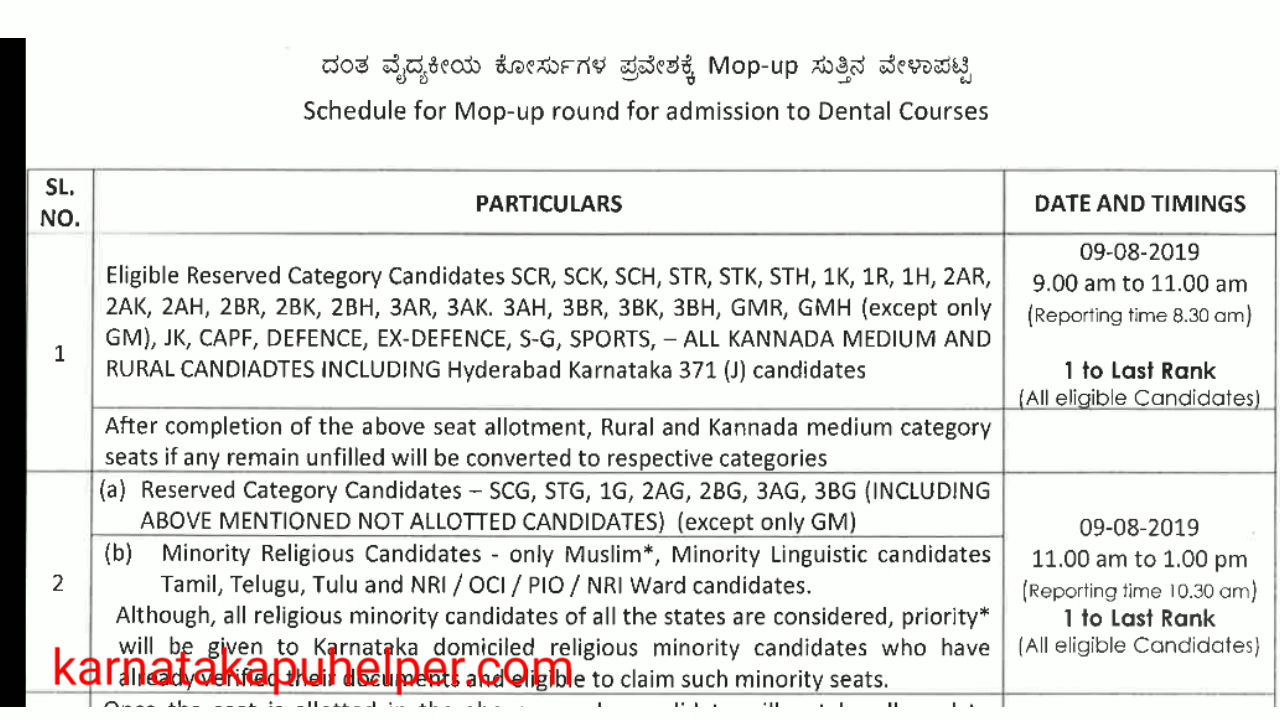 ದಂತ ವೈದ್ಯಕೀಯ ಕೋರ್ಸುಗಳ ಪ್ರವೇಶಕ್ಕೆ Mop-up ಸುತ್ತಿನ ವೇಳಾಪಟ್ಟಿ
Schedule for Mop-up round for admission to Dental Courses
SL.
NO.
PARTICULARS
DATE AND TIMINGS
1
Eligible Reserved Category Candidates SCR, SCK, SCH, STR, STK, STH, 1K, 1R, 1H, 2AR,
2AK, 2AH, 2BR, 2BK, 2BH, 3AR, 3AK. 3AH, 3BR, 3BK, 3BH, GMR, GMH (except only
GM), JK, CAPF, DEFENCE, EX-DEFENCE, S-G, SPORTS, – ALL KANNADA MEDIUM AND
RURAL CANDIADTES INCLUDING Hyderabad Karnataka 371 (J) candidates
09-08-2019
9.00 am to 11.00 am
(Reporting time 8.30 am)
1 to Last Rank
(All eligible Candidates)
After completion of the above seat allotment, Rural and Kannada medium category
seats if any remain unfilled will be converted to respective categories
2
(a) Reserved Category Candidates – SCG, STG, 1G, 2AG, 2BG, 3AG, 3BG (INCLUDING
ABOVE MENTIONED NOT ALLOTTED CANDIDATES) (except only GM)
(b) Minority Religious Candidates - only Muslim*, Minority Linguistic candidates
Tamil, Telugu, Tulu and NRI / OCI / PIO / NRI Ward candidates.
Although, all religious minority candidates of all the states are considered, priority*
will be given to Karnataka domiciled religious minority candidates who have
already verified their documents and eligible to claim such minority seats.
09-08-2019
11.00 am to 1.00 pm
(Reporting time 10.30 am)
1 to Last Rank
(All eligible Candidates)
karnatakapuhelper.com